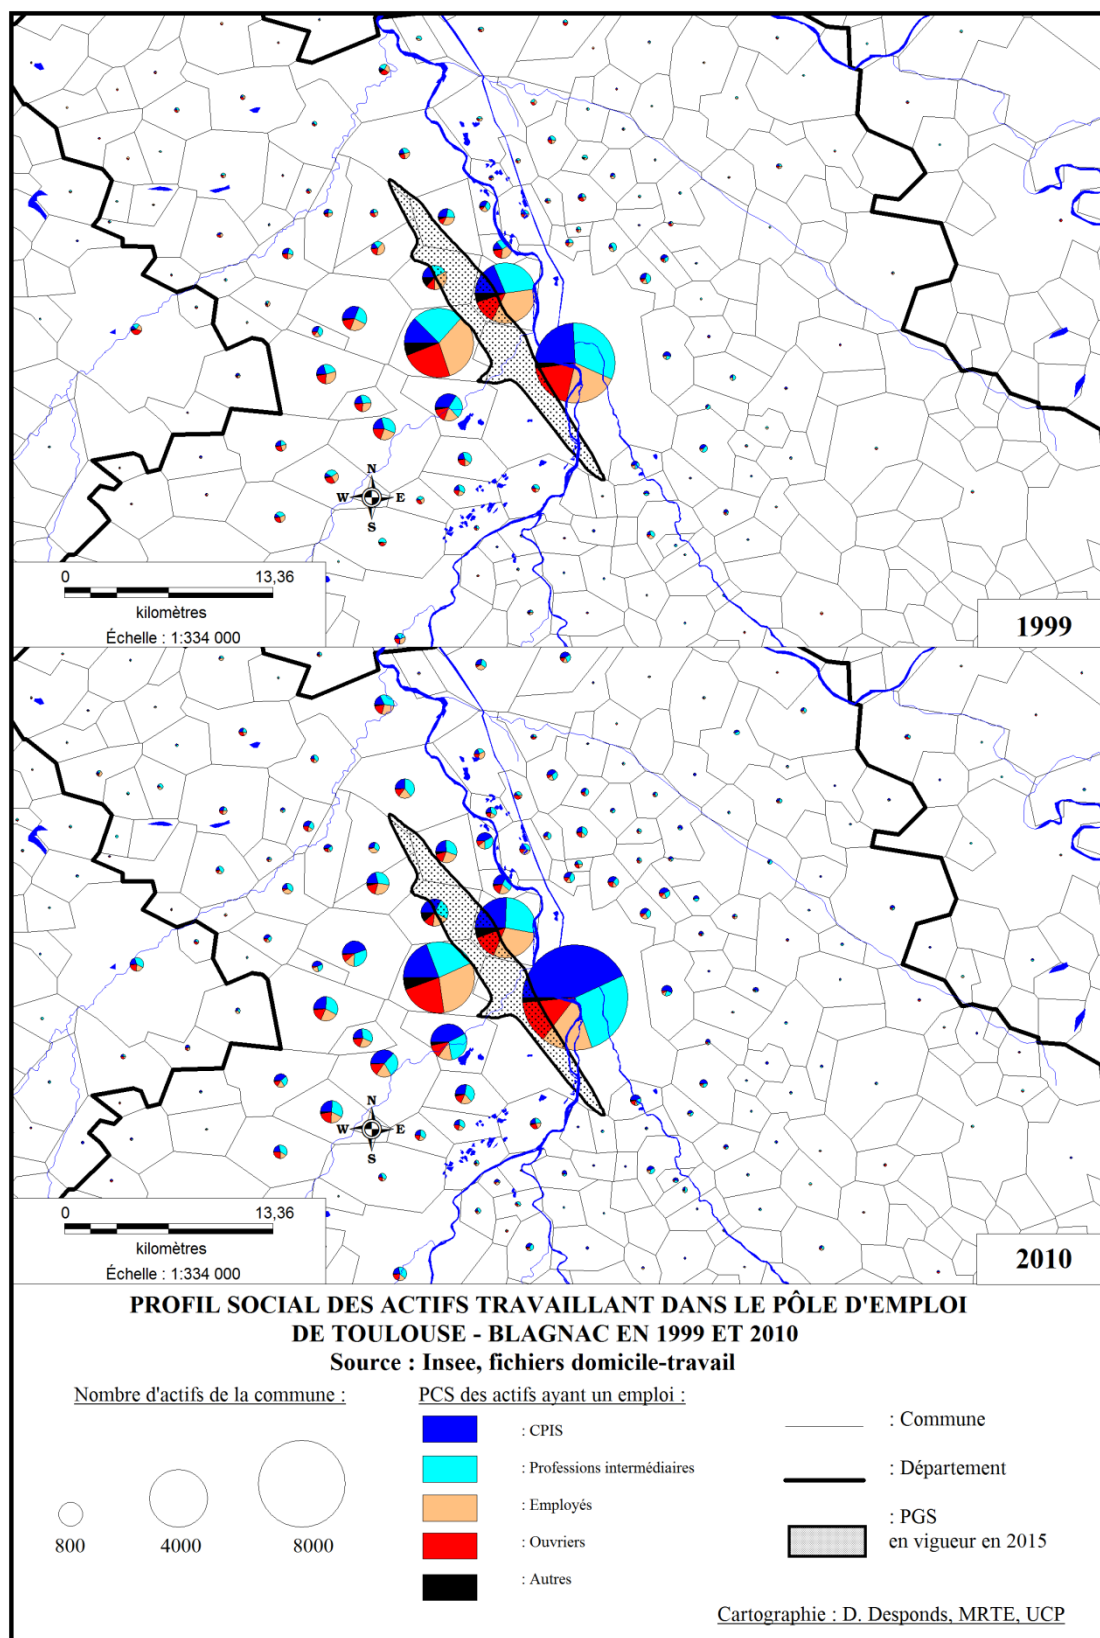 N
W E
S
0 13,36
kilomètres
Échelle : 1:334 000
1999
N
W E
S
0 13,36
kilomètres
Échelle : 1:334 000
2010
PROFIL SOCIAL DES ACTIFS TRAVAILLANT DANS LE PÔLE D'EMPLOI
DE TOULOUSE - BLAGNAC EN 1999 ET 2010
Source : Insee, fichiers domicile-travail
Nombre d'actifs de la commune :
800 4000 8000
PCS des actifs ayant un emploi :
: CPIS
: Professions intermédiaires
: Employés
: Ouvriers
: Autres
: Commune
: Département
: PGS
en vigueur en 2015
Cartographie : D. Desponds, MRTE, UCP